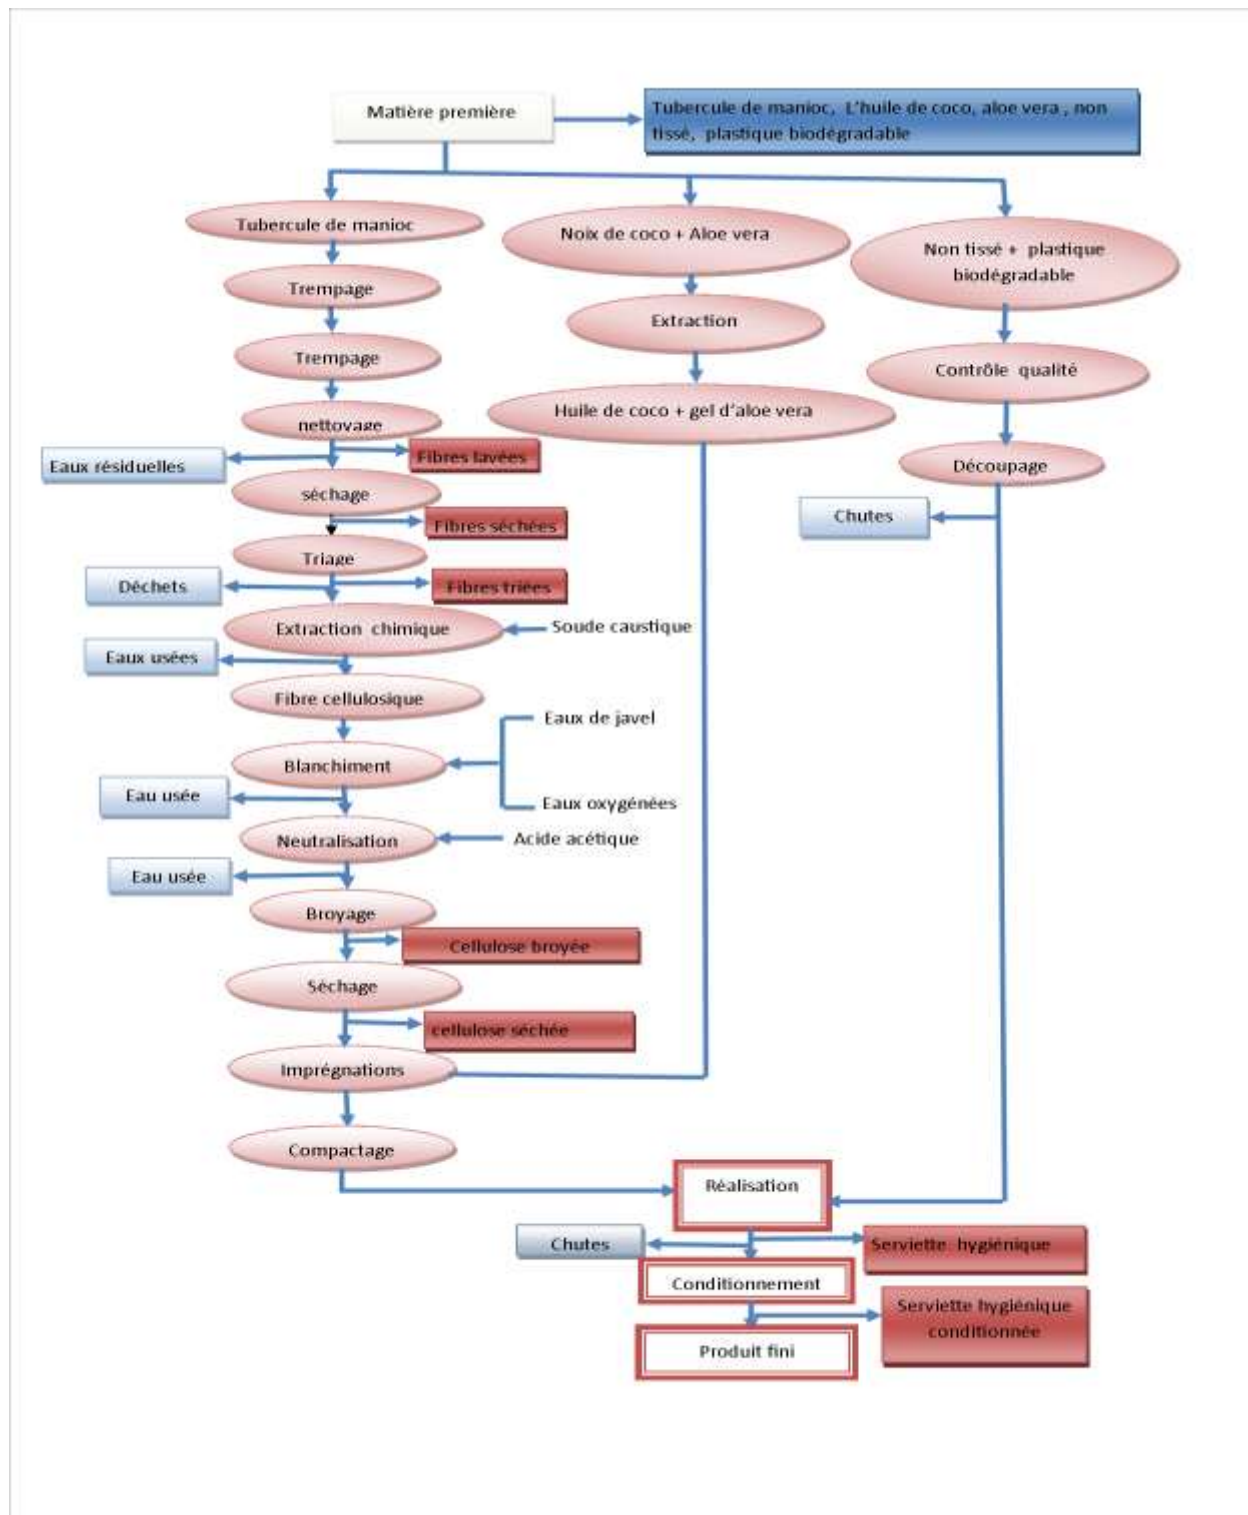 Matière première
Tubercule de manioc, L'huile de coco, aloe vera , non
tissé, plastique biodégradable
Tubercule de manioc
Noix de coco + Aloe vera
Non tissé + plastique
biodégradable
Trempage
Extraction
Trempage
Contrôle qualité
Huile de coco + gel d'aloe vera
nettoyage
Fibres lavées
Eaux résiduelles
Découpage
séchage
Chutes
Fibres séchées
Triage
Déchets
Fibres triées
Extraction chimique
Soude caustique
Eaux usées
Fibre cellulosique
Eaux de javel
Blanchiment
Eau usée
Eaux oxygénées
Neutralisation
Acide acétique
Eau usée
Broyage
Cellulose broyée
Séchage
cellulose séchée
Imprégnations
Compactage
Réalisation
Chutes
Serviette hygiénique
Conditionnement
Serviette hygiénique
conditionnée
Produit fini